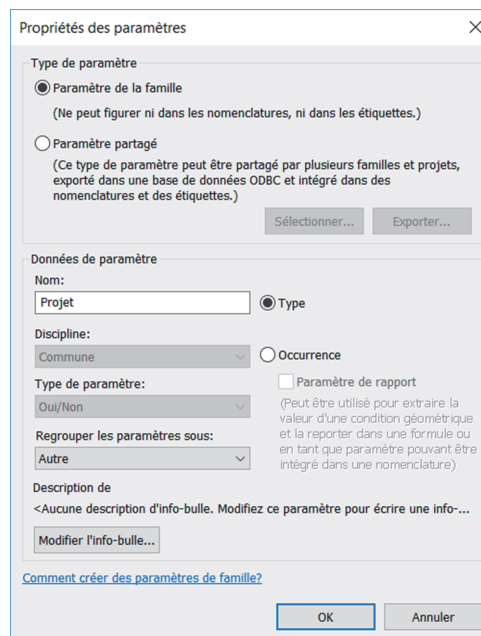 Propriétés des paramètres
Type de paramètre
Paramètre de la famille
(Ne peut figurer ni dans les nomenclatures, ni dans les étiquettes.)
Paramètre partagé
(Ce type de paramètre peut être partagé par plusieurs familles et projets,
exporté dans une base de données ODBC et intégré dans des
nomenclatures et des étiquettes.)
Sélectionner...
Exporter...
Données de paramètre
Nom:
Projet
Type
Discipline:
Commune
Occurrence
Type de paramètre:
Paramètre de rapport
Oui/Non
(Peut être utilisé pour extraire la
valeur d'une condition géométrique
et la reporter dans une formule ou
en tant que paramètre pouvant être
intégré dans une nomenclature)
Regrouper les paramètres sous:
Autre
Description de
<Aucune description d'info-bulle. Modifiez ce paramètre pour écrire une info-...
Modifier l'info-bulle...
Comment créer des paramètres de famille?
OK
Annuler